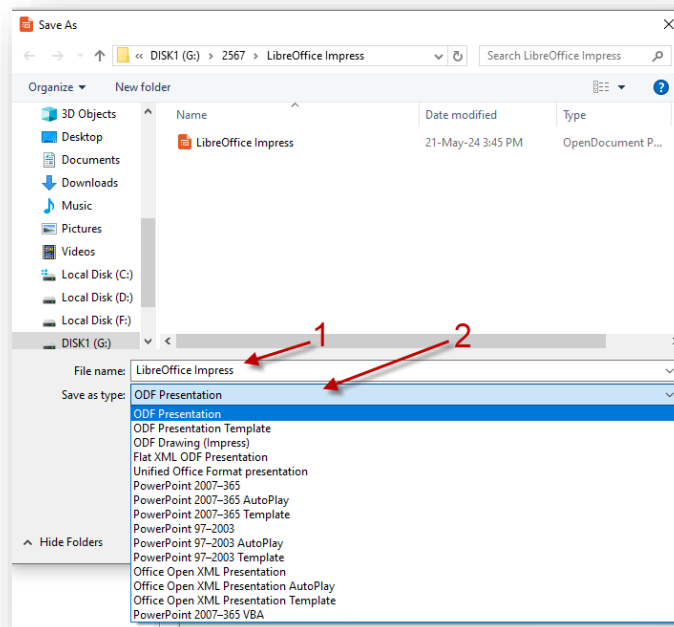 Save As
« DISK1 (G:) > 2567 > LibreOffice Impress
Search LibreOffice Impress
Organize
New folder
Name
Date modified
Type
3D Objects
Desktop
Documents
Downloads
Music
Pictures
Videos
Local Disk (C:)
Local Disk (D:)
Local Disk (F:)
DISK1 (G:)
LibreOffice Impress
21-May-24 3:45 PM
OpenDocument P...
1
2
File name: LibreOffice Impress
Save as type: ODF Presentation
ODF Presentation
ODF Presentation Template
ODF Drawing (Impress)
Flat XML ODF Presentation
Unified Office Format presentation
PowerPoint 2007–365
PowerPoint 2007–365 AutoPlay
PowerPoint 2007–365 Template
PowerPoint 97–2003
PowerPoint 97–2003 AutoPlay
PowerPoint 97–2003 Template
Office Open XML Presentation
Office Open XML Presentation AutoPlay
Office Open XML Presentation Template
PowerPoint 2007–365 VBA
Hide Folders